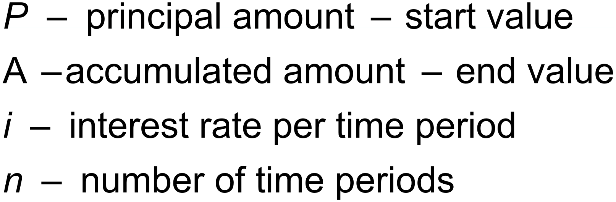 P – principal amount – start value
A –accumulated amount – end value
i – interest rate per time period
n – number of time periods